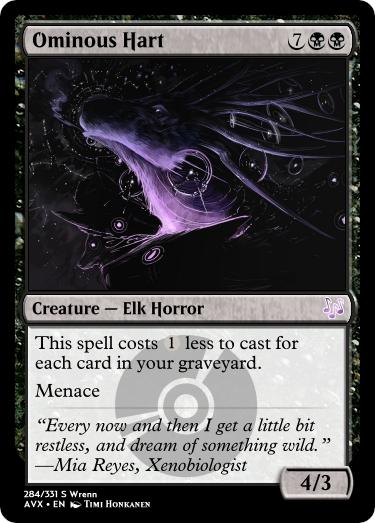 Ominous Hart 7
Creature — Elk Horror
This spell costs 1 less to cast for
each card in your graveyard.
Menace
“Every now and then I get a little bit
restless, and dream of something wild.”
—Mia Reyes, Xenobiologist
4/3
284/331 S Wrenn
AVX • EN Timi Honkanen